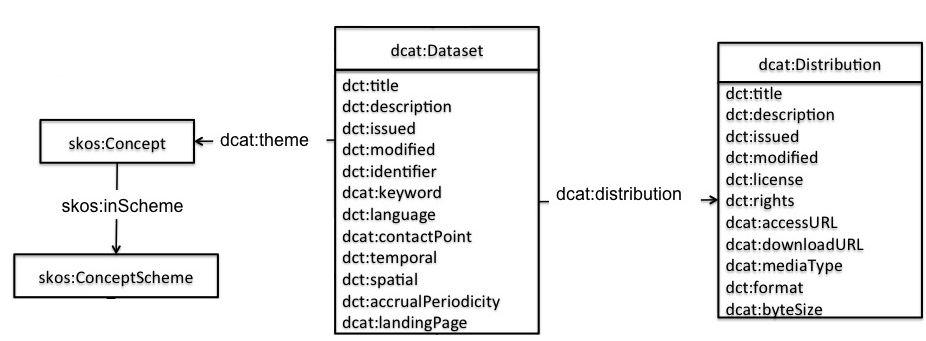 dcat:Dataset
dct:title
dct:description
dct:issued
dct:modified
dct:identifier
dcat:keyword
dct:language
dcat:contactPoint
dct:temporal
dct:spatial
dct:accrualPeriodicity
dcat:landingPage
dcat:theme
skos:Concept
skos:inScheme
skos:ConceptScheme
dcat:distribution
dcat:Distribution
dct:title
dct:description
dct:issued
dct:modified
dct:license
dct:rights
dcat:accessURL
dcat:downloadURL
dcat:mediaType
dct:format
dcat:byteSize